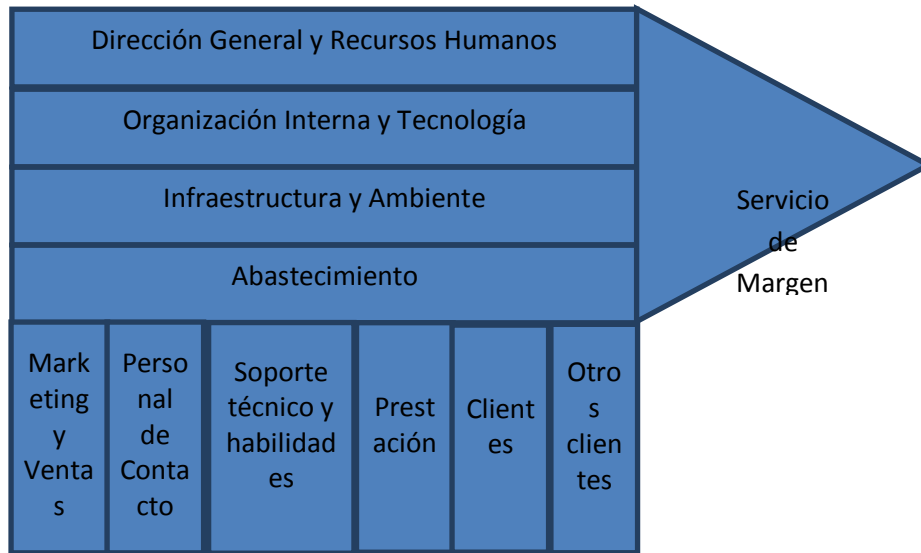 Dirección General y Recursos Humanos
Organización Interna y Tecnología
Infraestructura y Ambiente
Abastecimiento
Servicio
de
Margen
Mark
eting
y
Venta
s
Perso
nal
de
Conta
cto
Soporte
técnico y
habilidad
es
Prest
ación
Client
es
Otro
s
clien
tes